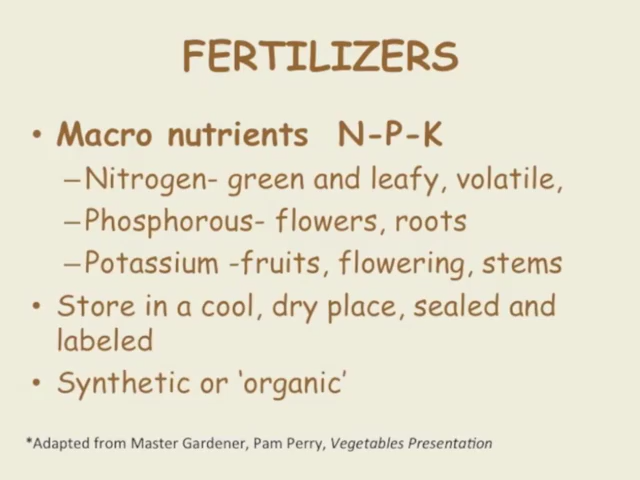 FERTILIZERS
• Macro nutrients N-P-K
–Nitrogen- green and leafy, volatile,
–Phosphorous- flowers, roots
–Potassium -fruits, flowering, stems
• Store in a cool, dry place, sealed and
labeled
• Synthetic or ‘organic’
*Adapted from Master Gardener, Pam Perry, Vegetables Presentation